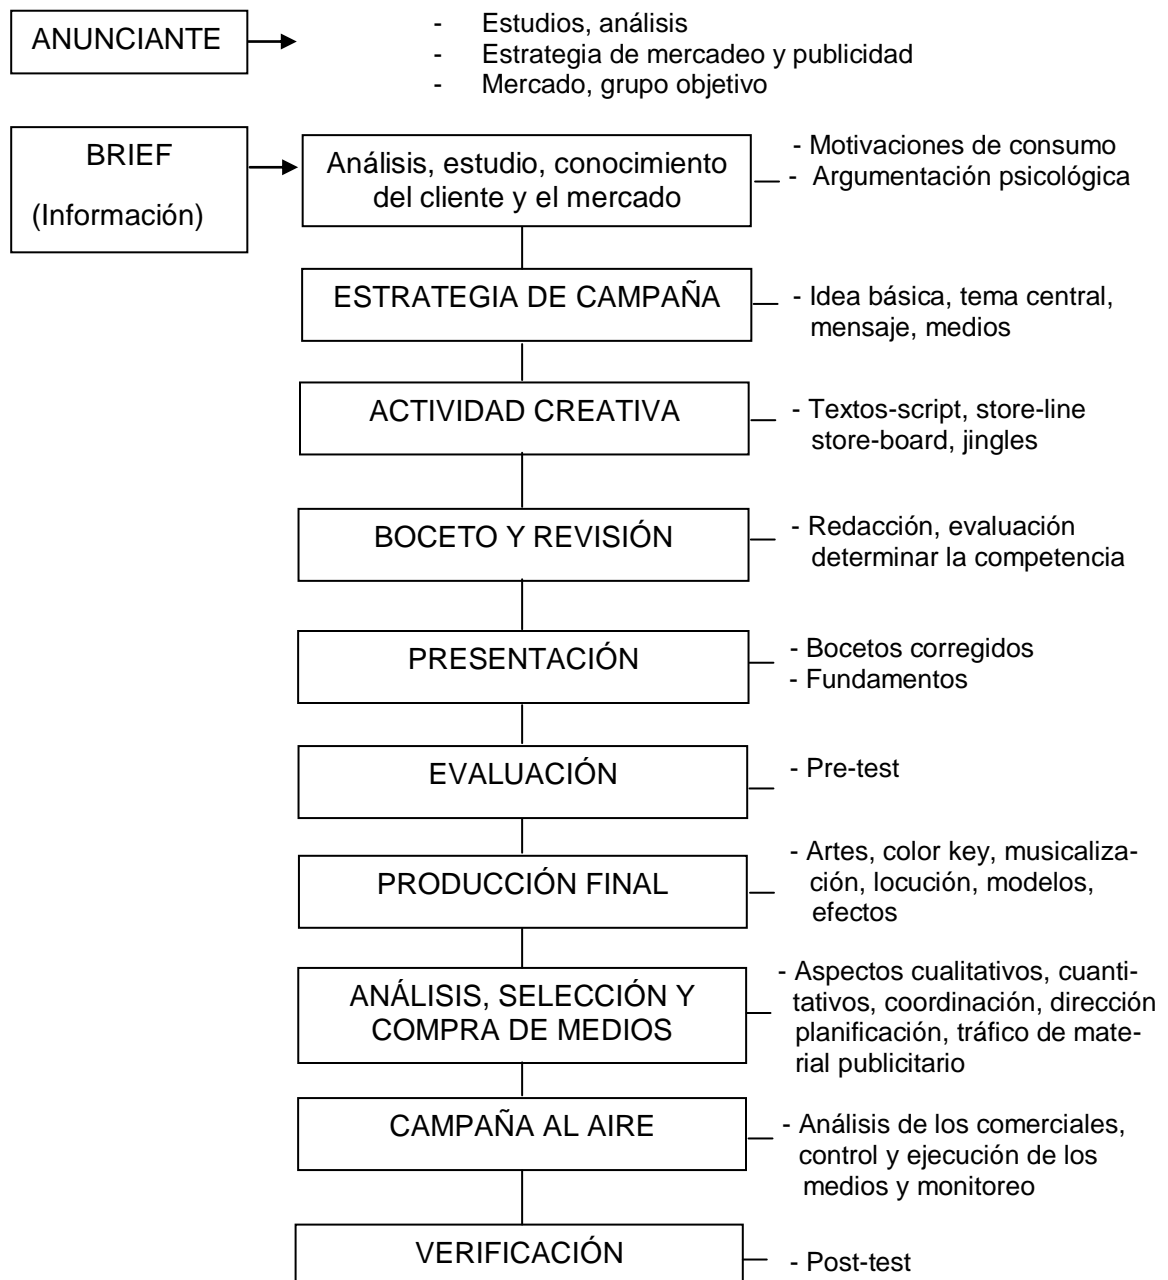 ANUNCIANTE
- Estudios, análisis
- Estrategia de mercadeo y publicidad
- Mercado, grupo objetivo
BRIEF
(Información)
Análisis, estudio, conocimiento
del cliente y el mercado
- Motivaciones de consumo
- Argumentación psicológica
ESTRATEGIA DE CAMPAÑA
- Idea básica, tema central,
mensaje, medios
ACTIVIDAD CREATIVA
- Textos-script, store-line
store-board, jingles
BOCETO Y REVISIÓN
- Redacción, evaluación
determinar la competencia
PRESENTACIÓN
- Bocetos corregidos
- Fundamentos
EVALUACIÓN
- Pre-test
PRODUCCIÓN FINAL
- Artes, color key, musicaliza-
ción, locución, modelos,
efectos
ANÁLISIS, SELECCIÓN Y
COMPRA DE MEDIOS
- Aspectos cualitativos, cuanti-
tativos, coordinación, dirección
planificación, tráfico de mate-
rial publicitario
CAMPAÑA AL AIRE
- Análisis de los comerciales,
control y ejecución de los
medios y monitoreo
VERIFICACIÓN
- Post-test